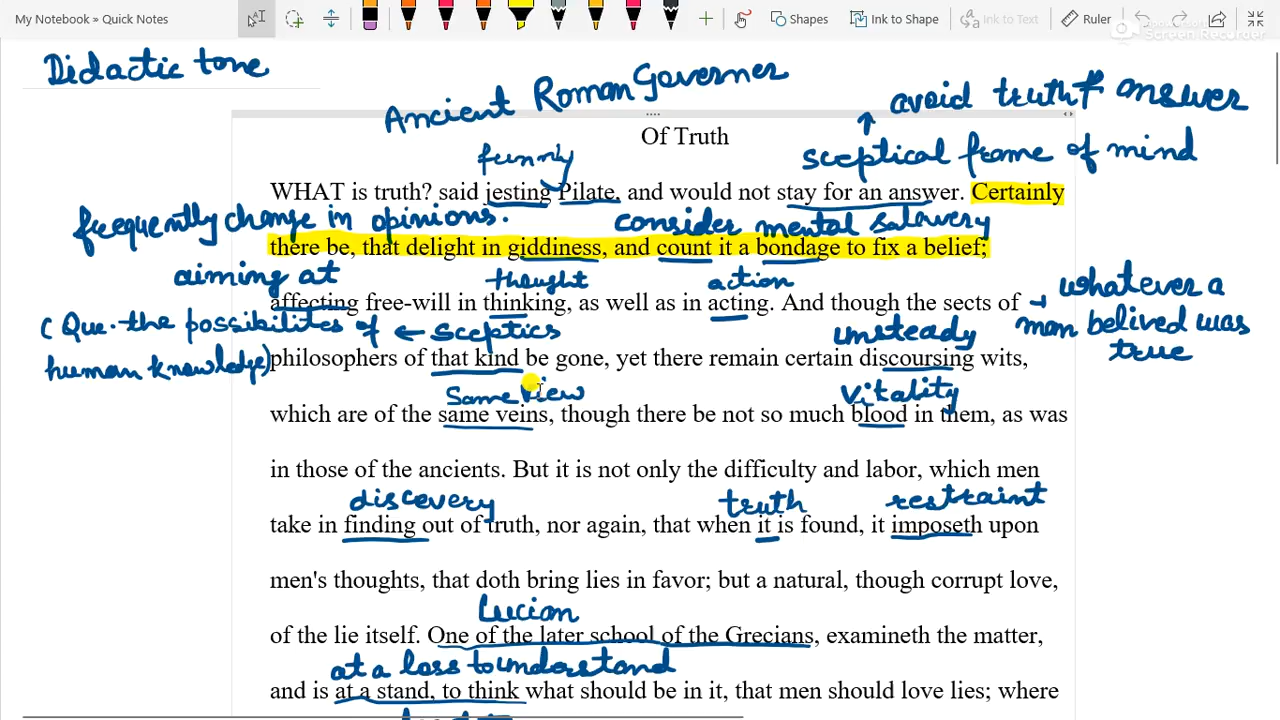 My Notebook » Quick Notes
Shapes
Ink to Shape
Ink to Text
Ruler
Screen Recorder
Didactic tone
Ancient Roman Governer
avoid truth answer
Of Truth
funny
sceptical frame of mind
WHAT is truth? said jesting Pilate, and would not stay for an answer. Certainly
frequently change in opinions.
consider mental salavery
there be, that delight in giddiness, and count it a bondage to fix a belief;
aiming at
thought
action
whatever a
affecting free-will in thinking, as well as in acting. And though the sects of
(Que. the possibilites of ← sceptics
unsteady
man belived was
human knowledge)
true
philosophers of that kind be gone, yet there remain certain discoursing wits,
same view
vitality
which are of the same veins, though there be not so much blood in them, as was
in those of the ancients. But it is not only the difficulty and labor, which men
discovery
truth
restraint
take in finding out of truth, nor again, that when it is found, it imposeth upon
men's thoughts, that doth bring lies in favor; but a natural, though corrupt love,
Lucian
of the lie itself. One of the later school of the Grecians, examineth the matter,
at a loss to understand
and is at a stand, to think what should be in it, that men should love lies; where